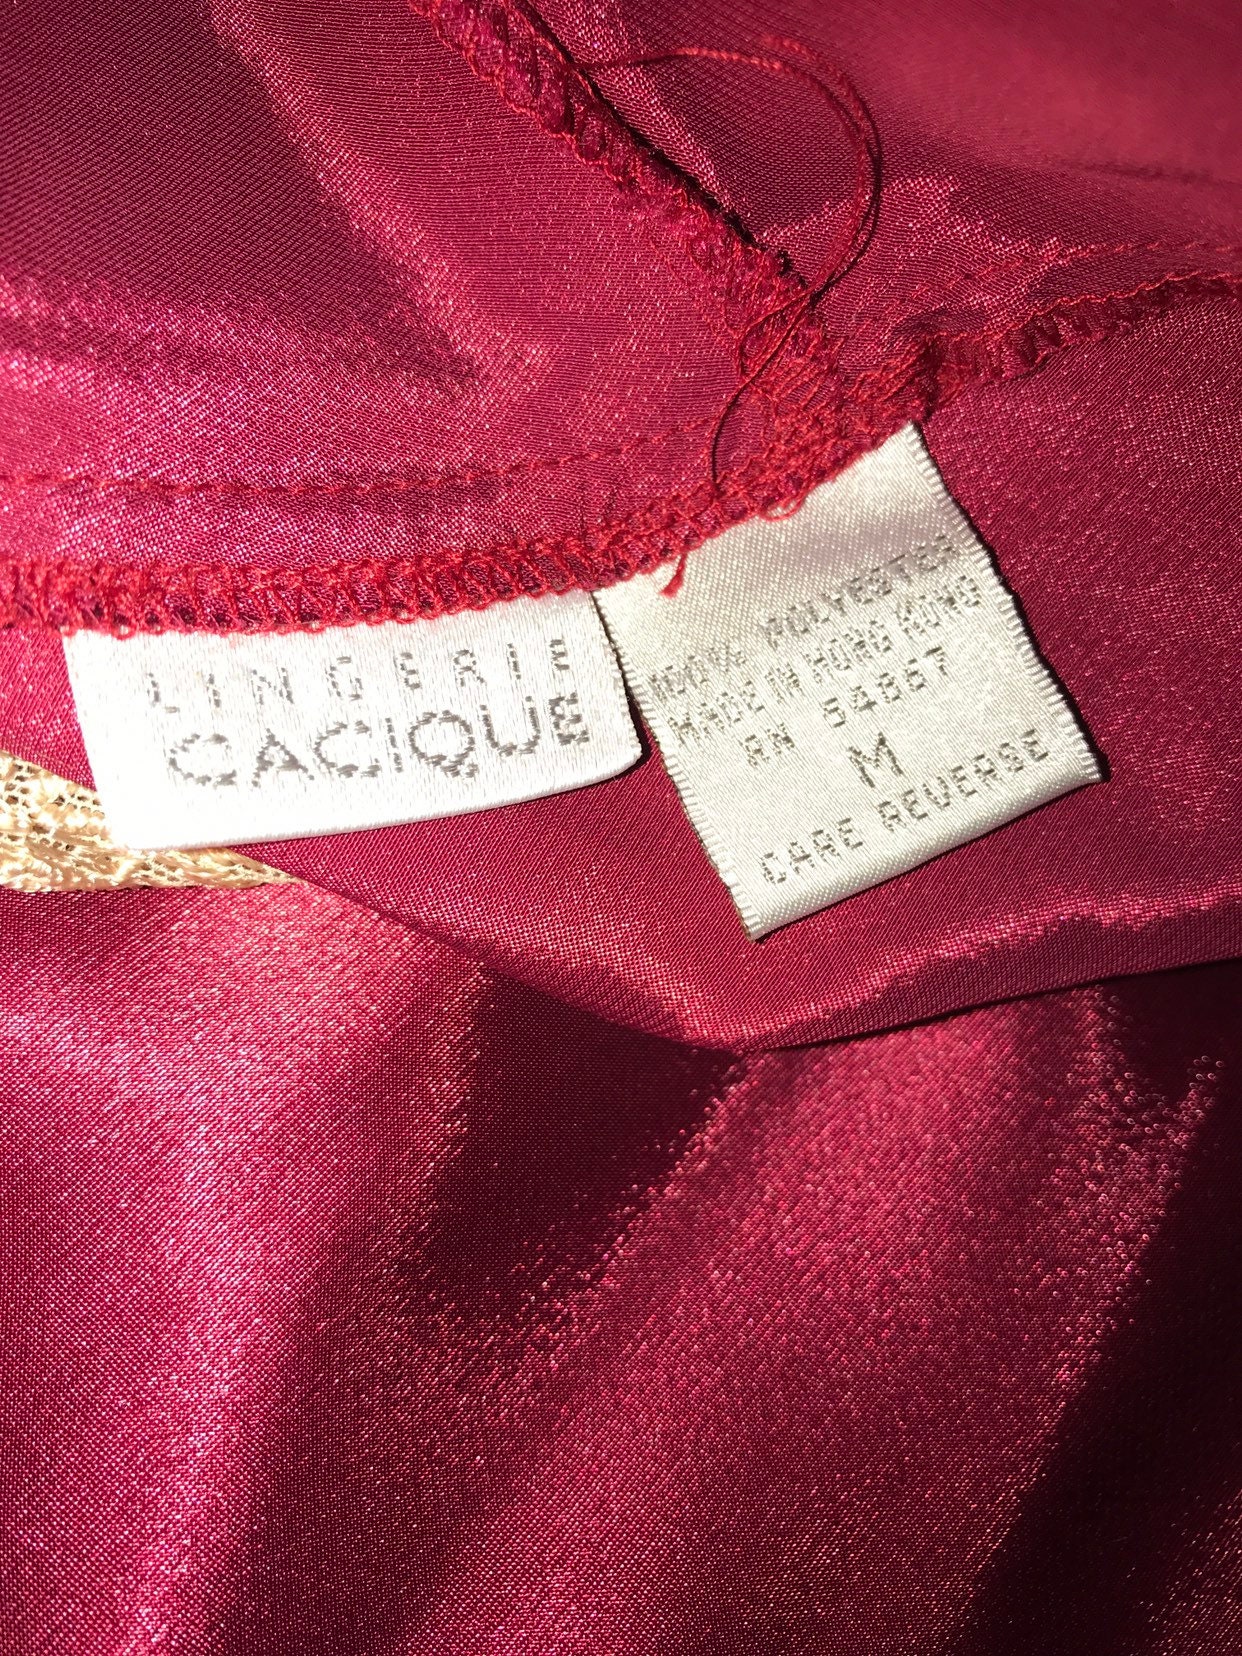 LINGERIE
CACIQUE
100% POLYESTER
MADE IN HONG KONG
RN 54867
M
CARE REVERSE